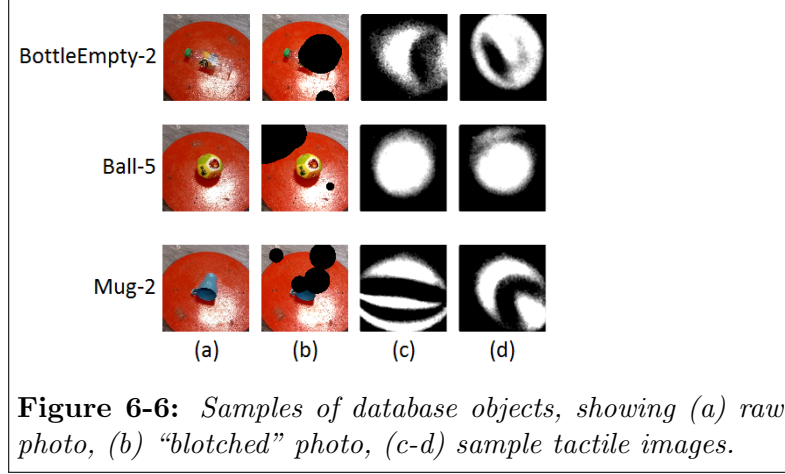 BottleEmpty-2
Ball-5
Mug-2
(a) (b) (c) (d)
Figure 6-6: Samples of database objects, showing (a) raw
photo, (b) “blotched” photo, (c-d) sample tactile images.